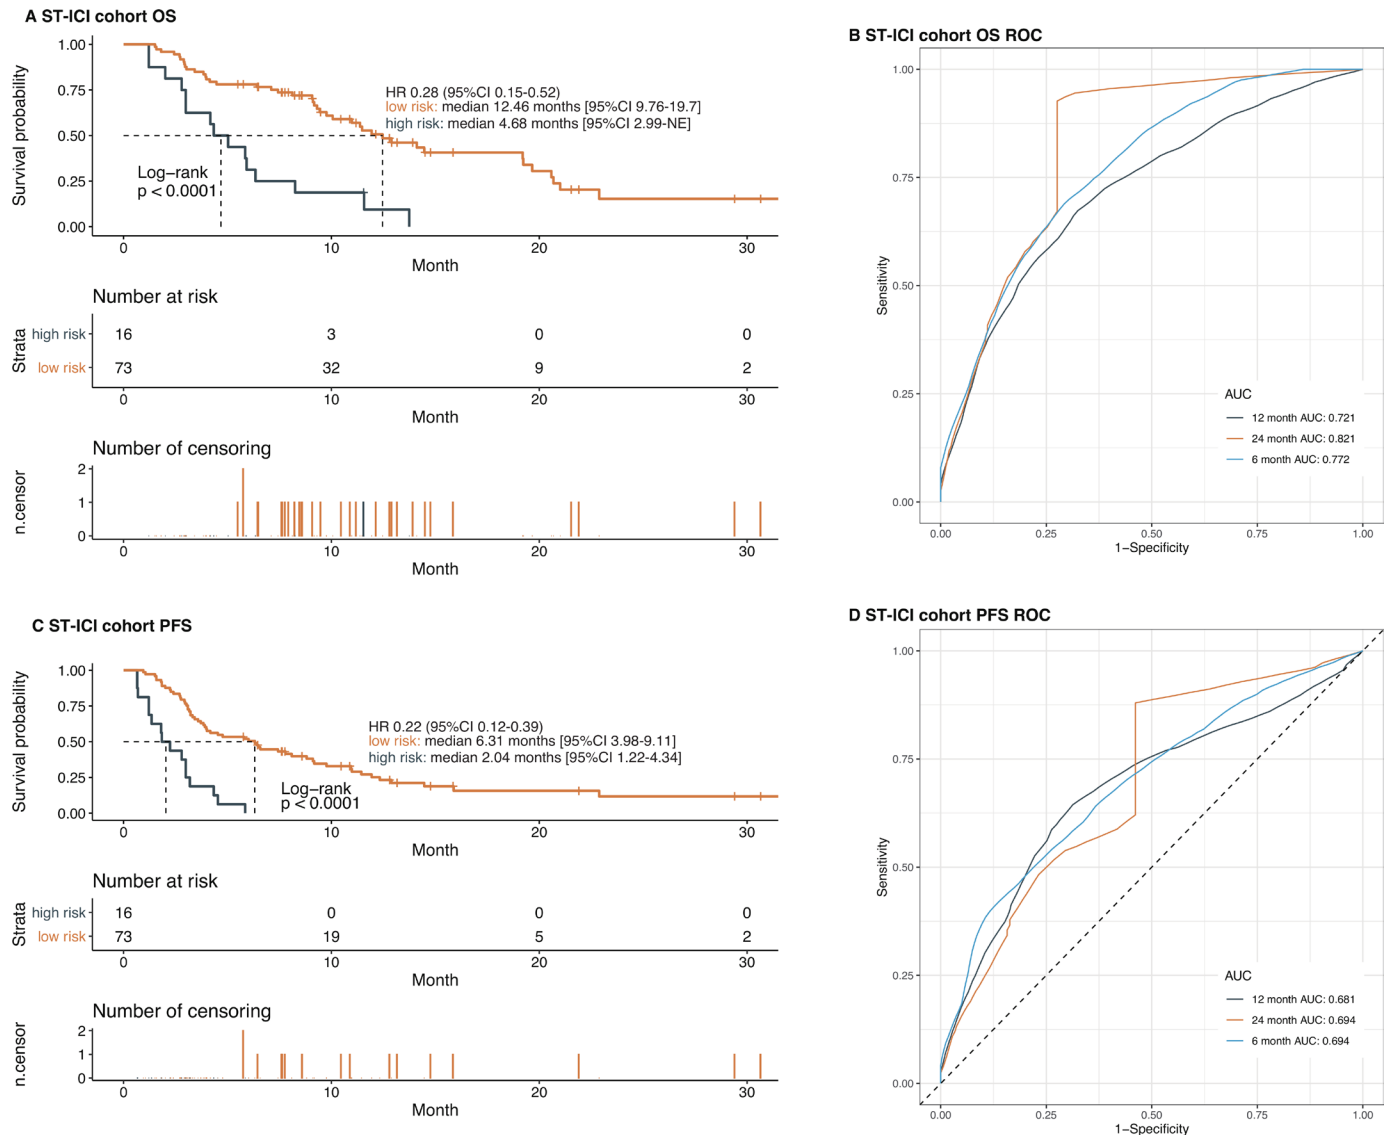 A ST-ICI cohort OS
Survival probability
1.00
0.75
0.50
0.25
0.00
HR 0.28 (95%CI 0.15-0.52)
low risk: median 12.46 months [95%CI 9.76-19.7]
high risk: median 4.68 months [95%CI 2.99-NE]
Log-rank
p < 0.0001
0 10 20 30
Month
Number at risk
Strata
high risk 16 3 0 0
low risk 73 32 9 2
0 10 20 30
Month
Number of censoring
n.censor
2
1
0
0 10 20 30
Month
B ST-ICI cohort OS ROC
Sensitivity
1.00
0.75
0.50
0.25
0.00
AUC
12 month AUC: 0.721
24 month AUC: 0.821
6 month AUC: 0.772
0.00 0.25 0.50 0.75 1.00
1-Specificity
C ST-ICI cohort PFS
Survival probability
1.00
0.75
0.50
0.25
0.00
HR 0.22 (95%CI 0.12-0.39)
low risk: median 6.31 months [95%CI 3.98-9.11]
high risk: median 2.04 months [95%CI 1.22-4.34]
Log-rank
p < 0.0001
0 10 20 30
Month
Number at risk
Strata
high risk 16 0 0 0
low risk 73 19 5 2
0 10 20 30
Month
Number of censoring
n.censor
2
1
0
0 10 20 30
Month
D ST-ICI cohort PFS ROC
Sensitivity
1.00
0.75
0.50
0.25
0.00
AUC
12 month AUC: 0.681
24 month AUC: 0.694
6 month AUC: 0.694
0.00 0.25 0.50 0.75 1.00
1-Specificity